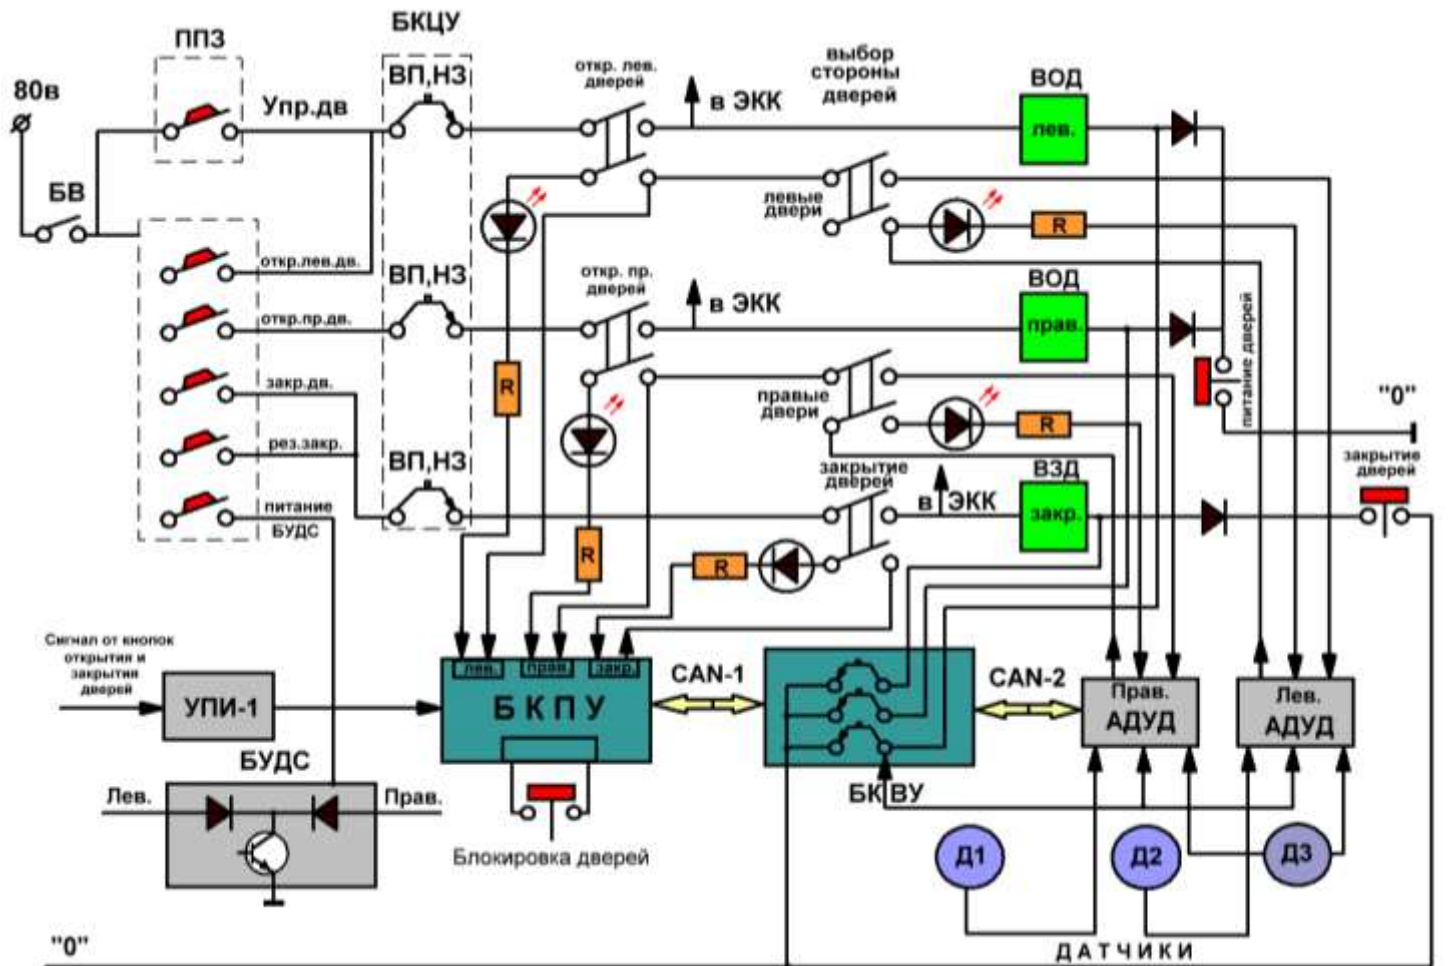 БКЦУ
ППЗ
80в
Упр.дв
ВП,НЗ
откр. лев.
дверей
в ЭКК
выбор
стороны
дверей
ВОД
лев.
БВ
левые
двери
R
откр.лев.дв.
ВП,НЗ
откр. пр.
дверей
в ЭКК
ВОД
прав.
питание дверей
откр.пр.дв.
закр.дв.
R
правые
двери
R
"0"
рез.закр.
ВП,НЗ
закрытие
дверей
в ЭКК
ВЗД
закр.
закрытие
дверей
питание
БУДС
R
R
Сигнал от кнопок
открытия и
закрытия
дверей
УПИ-1
лев.
прав.
закр.
БКПУ
CAN-1
CAN-2
Прав.
АДУД
Лев.
АДУД
БУДС
Лев.
Прав.
БКВУ
Блокировка дверей
Д1
Д2
Д3
ДАТЧИКИ
"0"